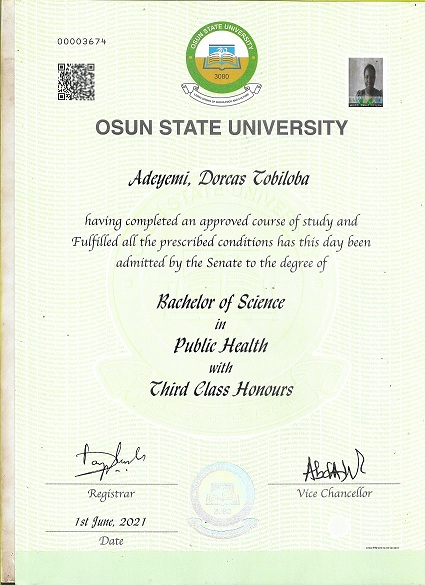 00003674
OSUN STATE UNIVERSITY
3080
OSUN STATE UNIVERSITY
Adeyemi, Dorcas Tobiloba
having completed an approved course of study and
Fulfilled all the prescribed conditions has this day been
admitted by the Senate to the degree of
Bachelor of Science
in
Public Health
with
Third Class Honours
Registrar
Vice Chancellor
1st June, 2021
Date